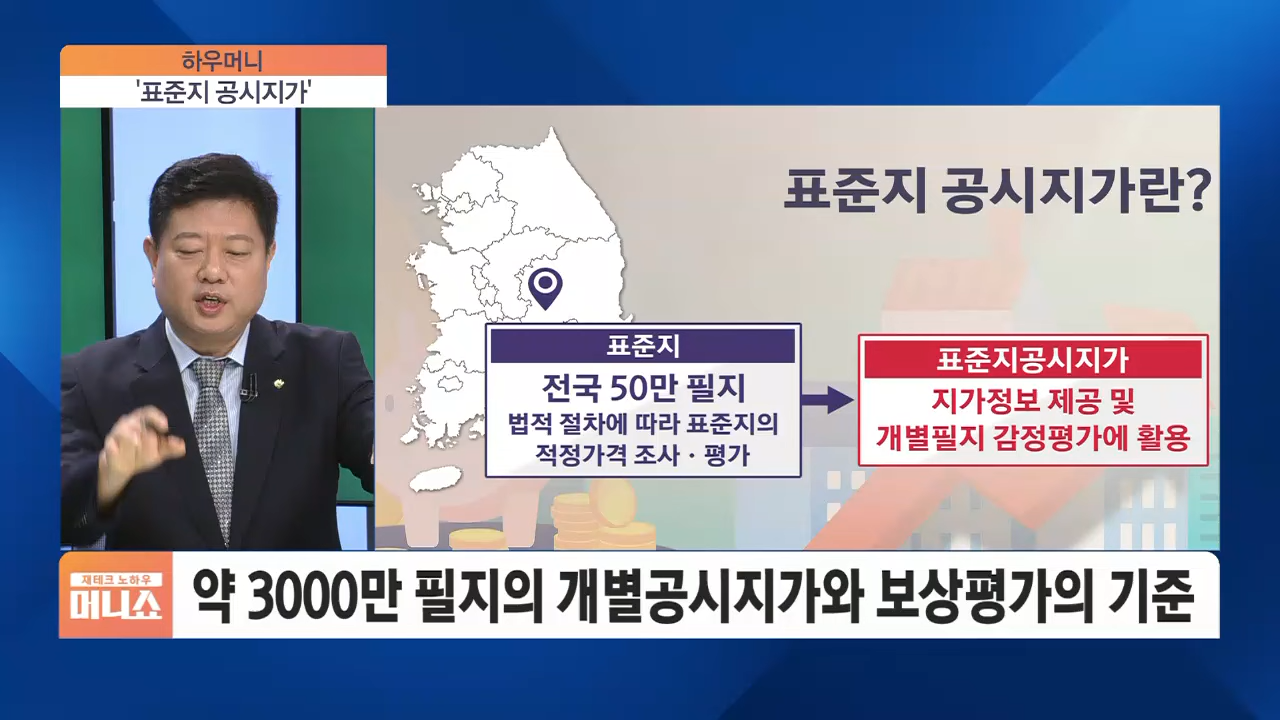 하우머니
'표준지 공시지가'
표준지 공시지가란?
표준지
전국 50만 필지
법적 절차에 따라 표준지의
적정가격 조사 · 평가
표준지공시지가
지가정보 제공 및
개별필지 감정평가에 활용
재테크 노하우
머니쇼
약 3000만 필지의 개별공시지가와 보상평가의 기준